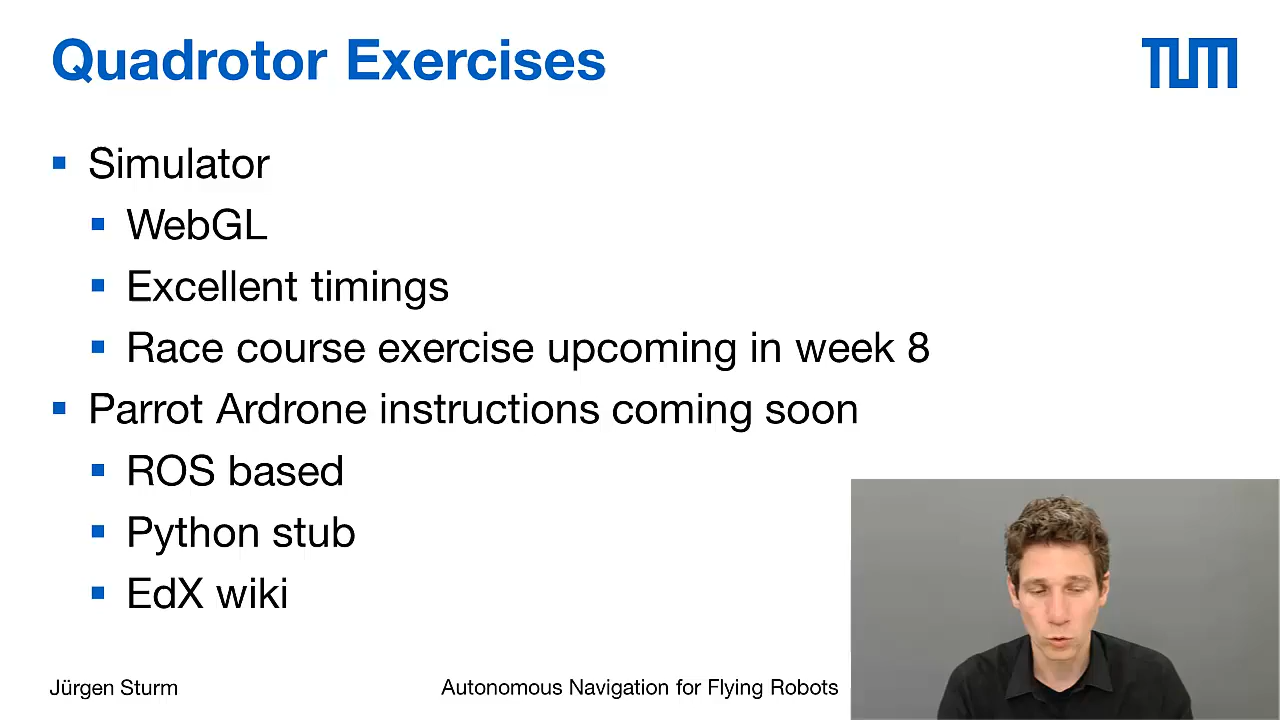 Quadrotor Exercises
TUM
Simulator
WebGL
Excellent timings
Race course exercise upcoming in week 8
Parrot Ardrone instructions coming soon
ROS based
Python stub
EdX wiki
Jürgen Sturm
Autonomous Navigation for Flying Robots